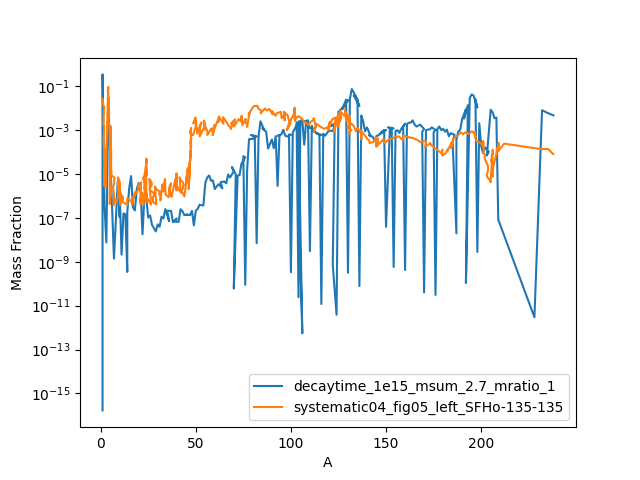 10⁻¹
10⁻³
10⁻⁵
10⁻⁷
10⁻⁹
10⁻¹¹
10⁻¹³
10⁻¹⁵
Mass Fraction
decaytime_1e15_msum_2.7_mratio_1
systematic04_fig05_left_SFHo-135-135
0 50 100 150 200
A